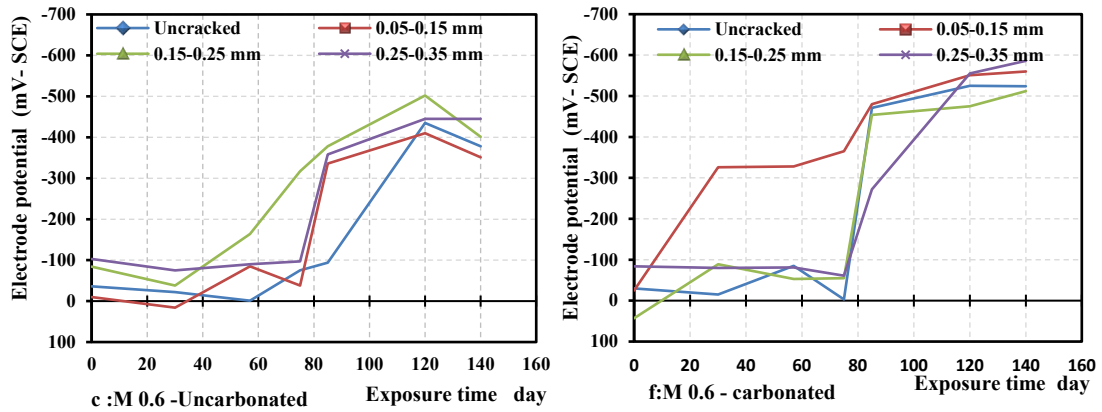 -700
-600
-500
-400
-300
-200
-100
0
100
Electrode potential (mV- SCE)
Uncracked
0.05-0.15 mm
0.15-0.25 mm
0.25-0.35 mm
0 20 40 60 80 100 120 140 160
c :M 0.6 -Uncarbonated
Exposure time day
-700
-600
-500
-400
-300
-200
-100
0
100
Electrode potential (mV- SCE)
Uncracked
0.05-0.15 mm
0.15-0.25 mm
0.25-0.35 mm
0 20 40 60 80 100 120 140 160
f:M 0.6 - carbonated
Exposure time day